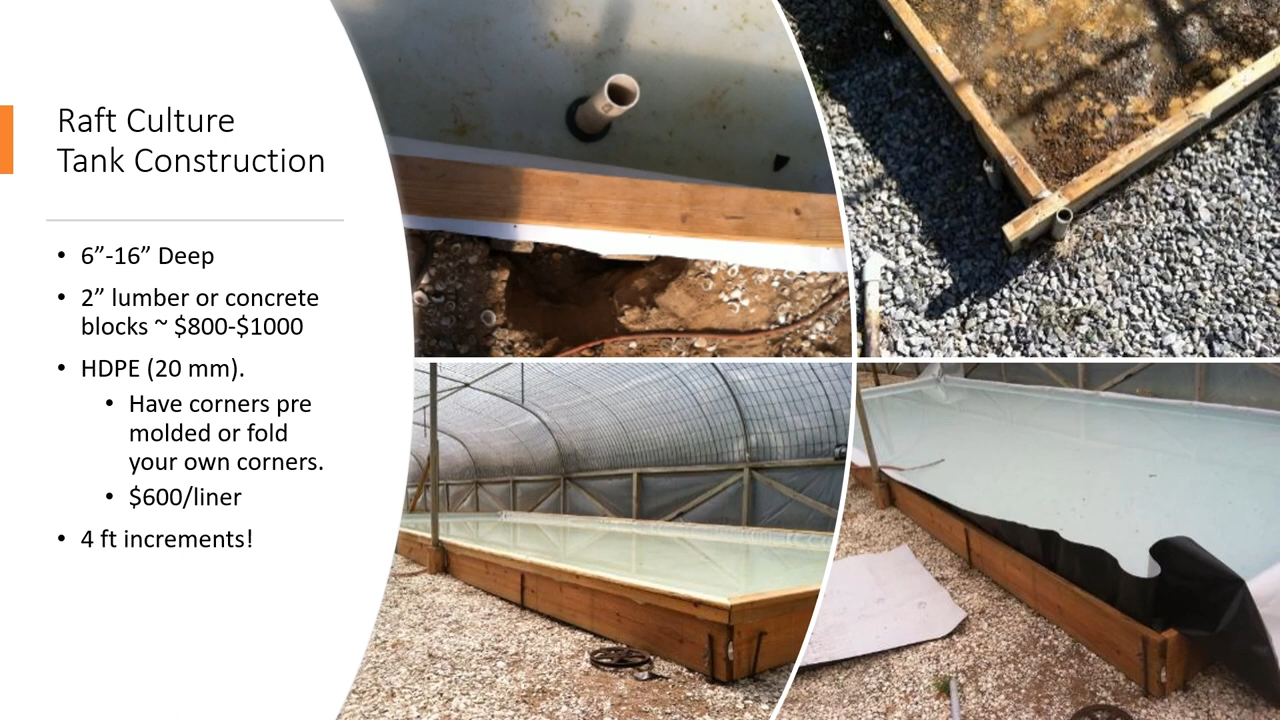 Raft Culture
Tank Construction
• 6”-16” Deep
• 2” lumber or concrete
blocks ~ $800-$1000
• HDPE (20 mm).
• Have corners pre
molded or fold
your own corners.
• $600/liner
• 4 ft increments!